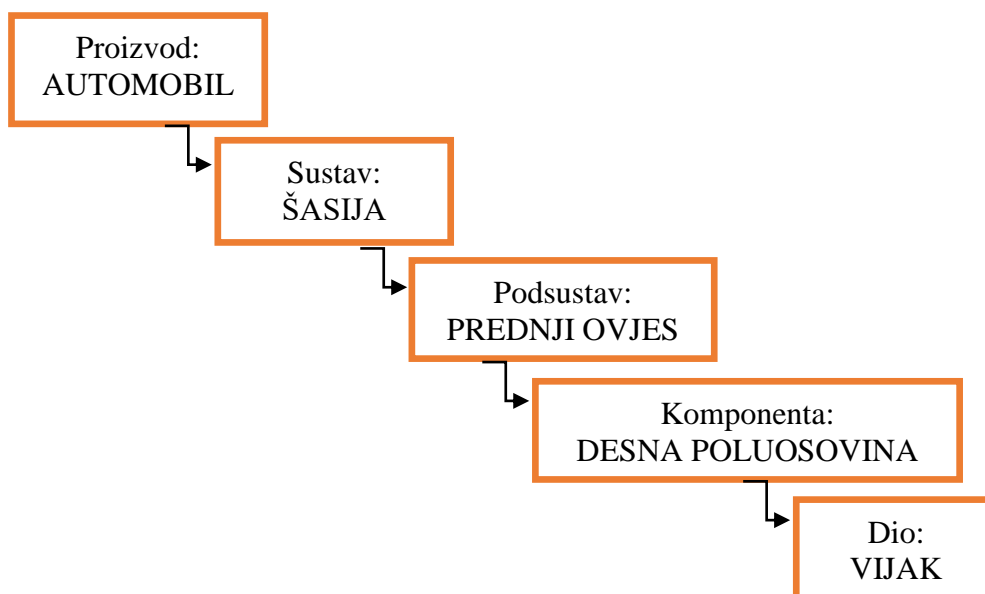 Proizvod:
AUTOMOBIL
Sustav:
ŠASIJA
Podsustav:
PREDNJI OVJES
Komponenta:
DESNA POLUOSOVINA
Dio:
VIJAK